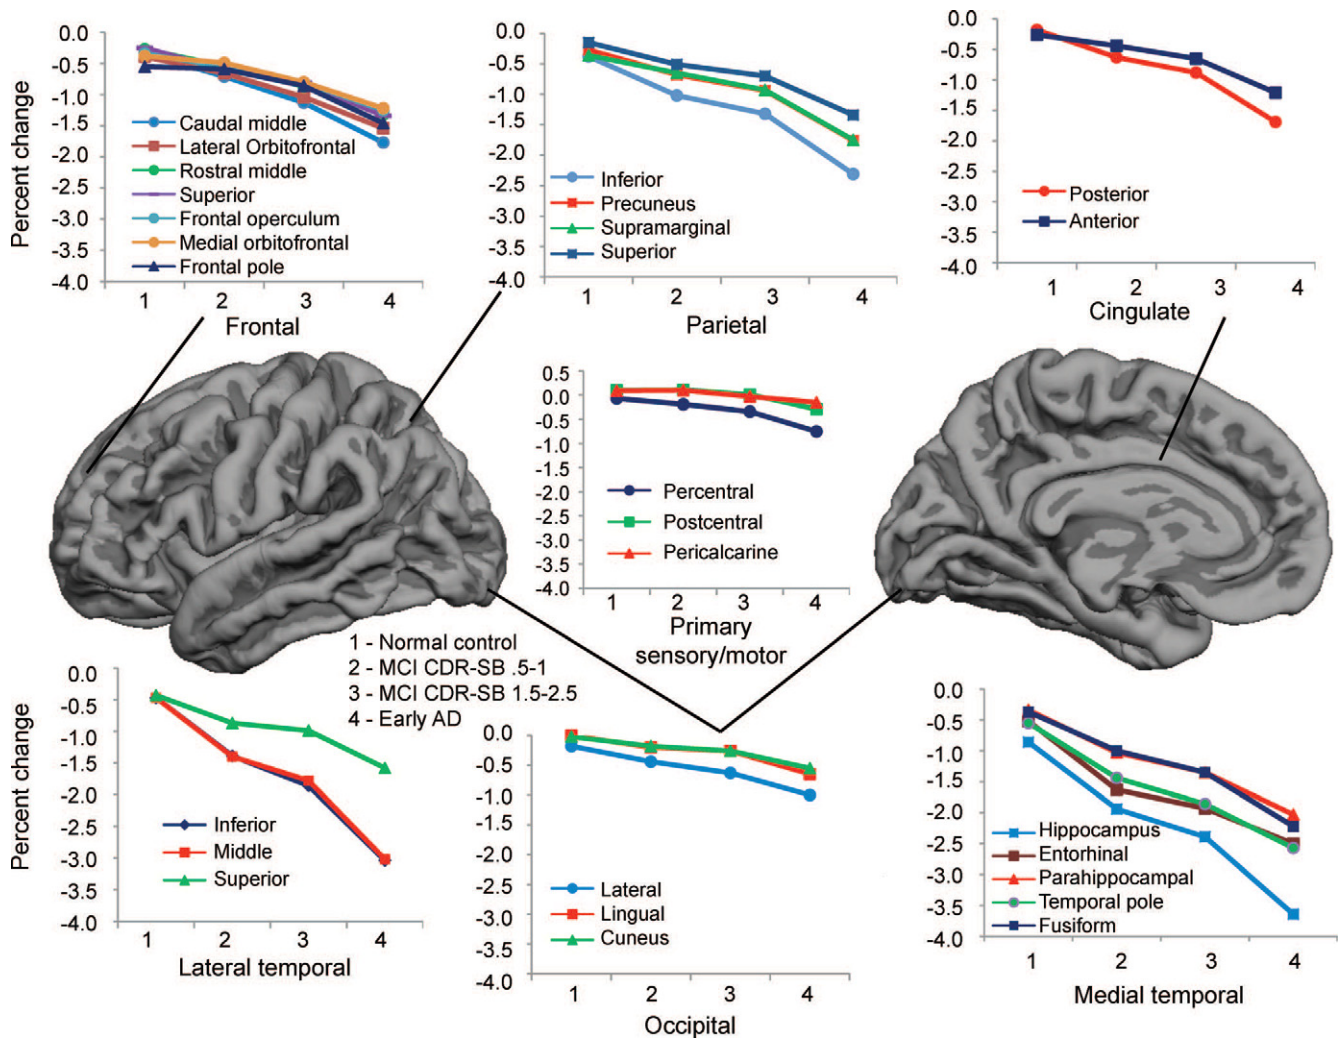 Percent change
0.0
-0.5
-1.0
-1.5
-2.0
-2.5
-3.0
-3.5
-4.0
Caudal middle
Lateral Orbitofrontal
Rostral middle
Superior
Frontal operculum
Medial orbitofrontal
Frontal pole
1 2 3 4
Frontal
0.0
-0.5
-1.0
-1.5
-2.0
-2.5
-3.0
-3.5
-4.0
Inferior
Precuneus
Supramarginal
Superior
1 2 3 4
Parietal
0.0
-0.5
-1.0
-1.5
-2.0
-2.5
-3.0
-3.5
-4.0
Posterior
Anterior
1 2 3 4
Cingulate
0.5
0.0
-0.5
-1.0
-1.5
-2.0
-2.5
-3.0
-3.5
-4.0
Percentral
Postcentral
Pericalcarine
1 2 3 4
Primary
sensory/motor
1 - Normal control
2 - MCI CDR-SB .5-1
3 - MCI CDR-SB 1.5-2.5
4 - Early AD
Percent change
0.0
-0.5
-1.0
-1.5
-2.0
-2.5
-3.0
-3.5
-4.0
Inferior
Middle
Superior
1 2 3 4
Lateral temporal
0.0
-0.5
-1.0
-1.5
-2.0
-2.5
-3.0
-3.5
-4.0
Lateral
Lingual
Cuneus
1 2 3 4
Occipital
0.0
-0.5
-1.0
-1.5
-2.0
-2.5
-3.0
-3.5
-4.0
Hippocampus
Entorhinal
Parahippocampal
Temporal pole
Fusiform
1 2 3 4
Medial temporal